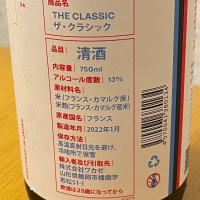 商品名
THE CLASSIC
ザ・クラシック
品目
清酒
内容量 750ml
アルコール度数 13%
原材料名
米(フランス・カマルグ産)
米麹(フランス・カマルグ産米)
原産国名 フランス
製造年月 2022年1月
保存方法
高温直射日光を避け、
冷暗所で保管
輸入者及び引取先
株式会社ワカゼ
山形県鶴岡市播磨字
若松51-1
飲酒は20歳になってから